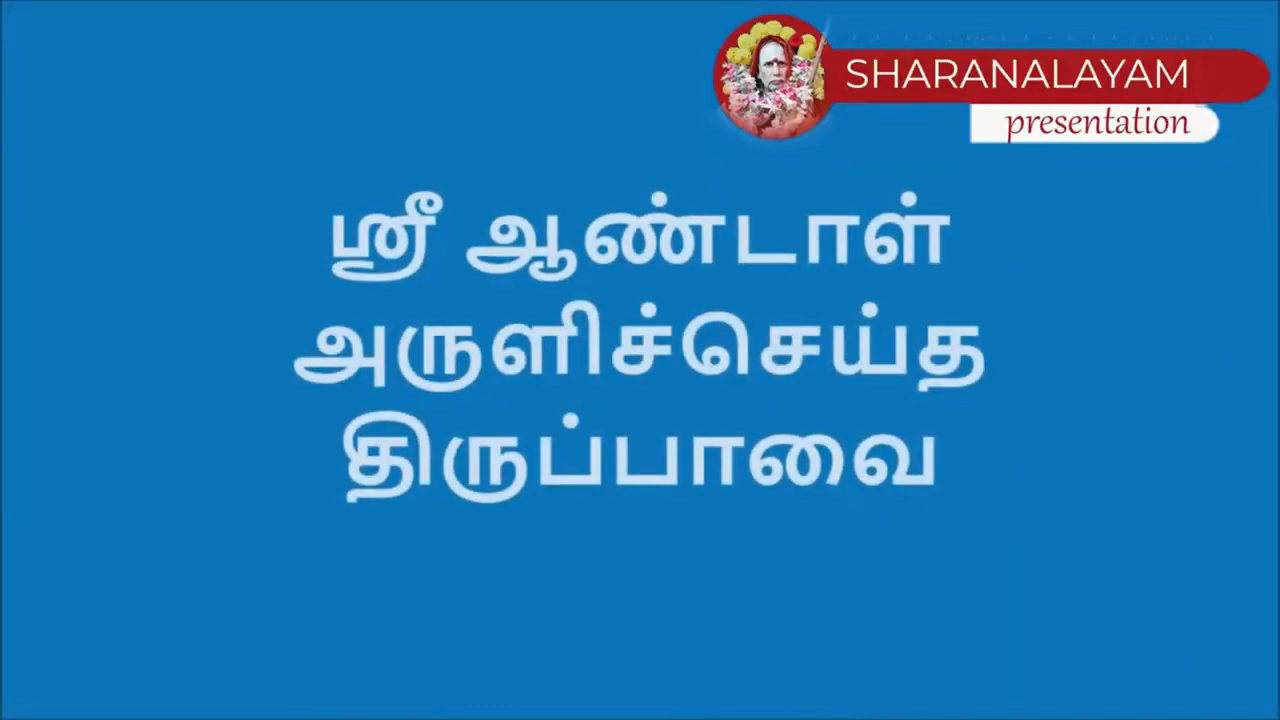 SHARANALAYAM
presentation
ஸ்ரீ ஆண்டாள்
அருளிச்செய்த
திருப்பாவை